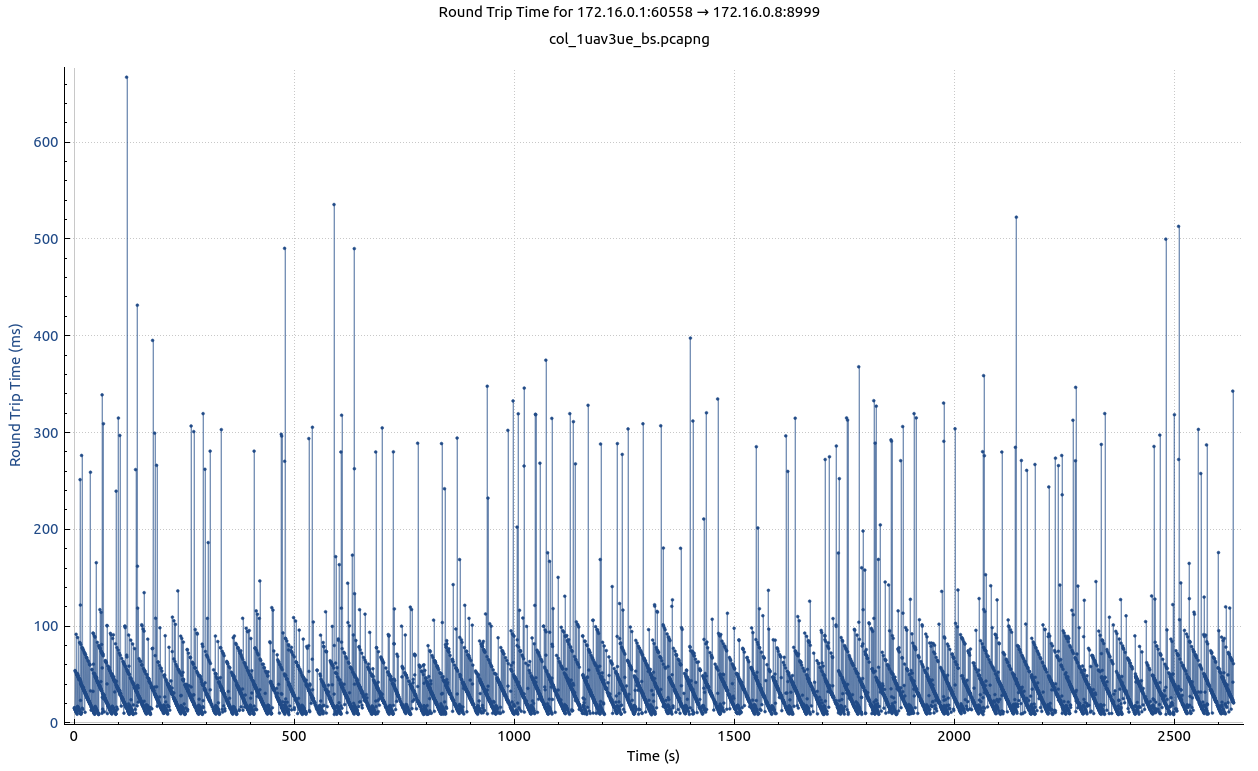 Round Trip Time for 172.16.0.1:60558 → 172.16.0.8:8999
col_1uav3ue_bs.pcapng
Round Trip Time (ms)
600
500
400
300
200
100
0
0 500 1000 1500 2000 2500
Time (s)